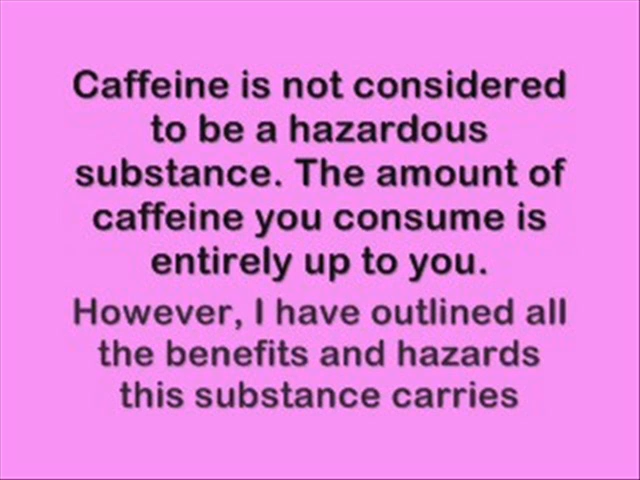 Caffeine is not considered
to be a hazardous
substance. The amount of
caffeine you consume is
entirely up to you.
However, I have outlined all
the benefits and hazards
this substance carries